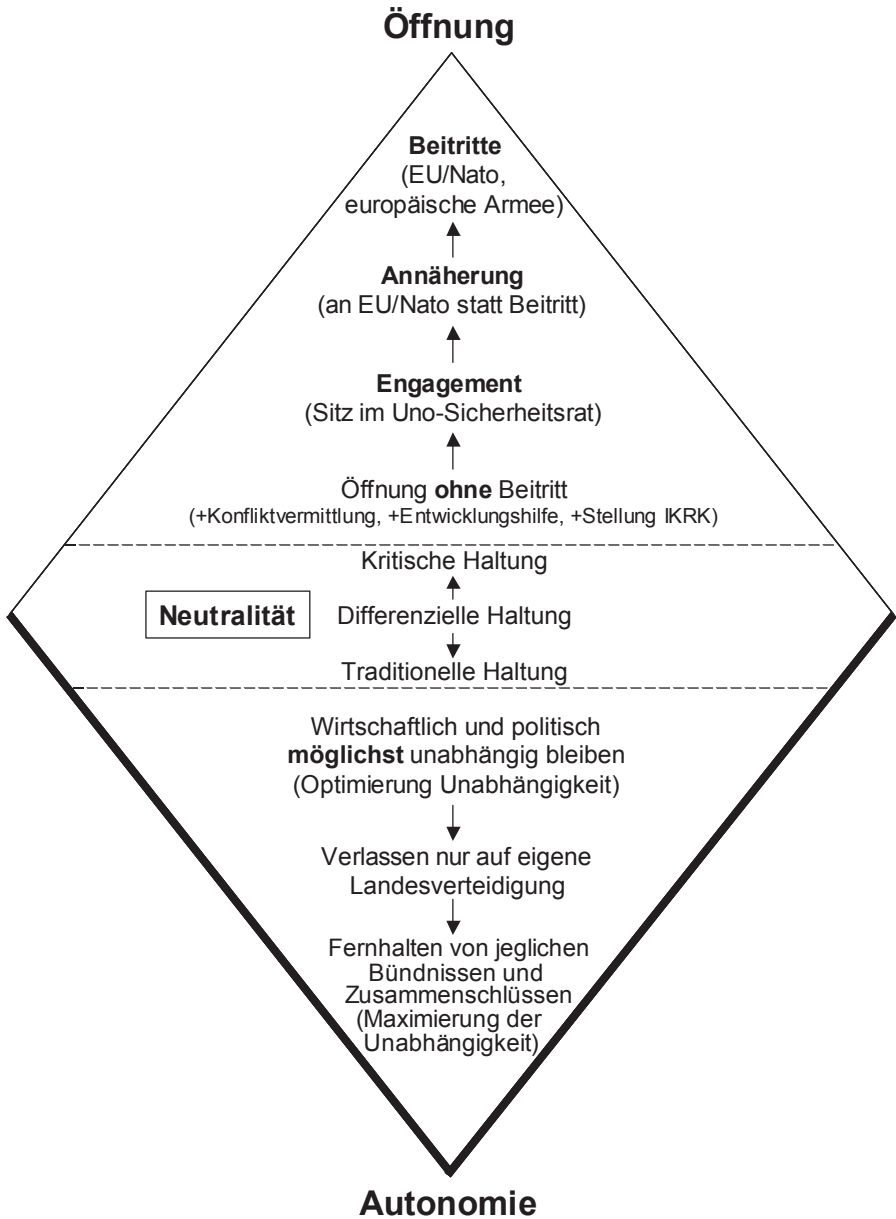 Öffnung
Beitritte
(EU/Nato,
europäische Armee)
Annäherung
(an EU/Nato statt Beitritt)
Engagement
(Sitz im Uno-Sicherheitsrat)
Öffnung ohne Beitritt
(+Konfliktvermittlung, +Entwicklungshilfe, +Stellung IKRK)
Kritische Haltung
Neutralität
Differenzielle Haltung
Traditionelle Haltung
Wirtschaftlich und politisch
möglichst unabhängig bleiben
(Optimierung Unabhängigkeit)
Verlassen nur auf eigene
Landesverteidigung
Fernhalten von jeglichen
Bündnissen und
Zusammenschlüssen
(Maximierung der
Unabhängigkeit)
Autonomie